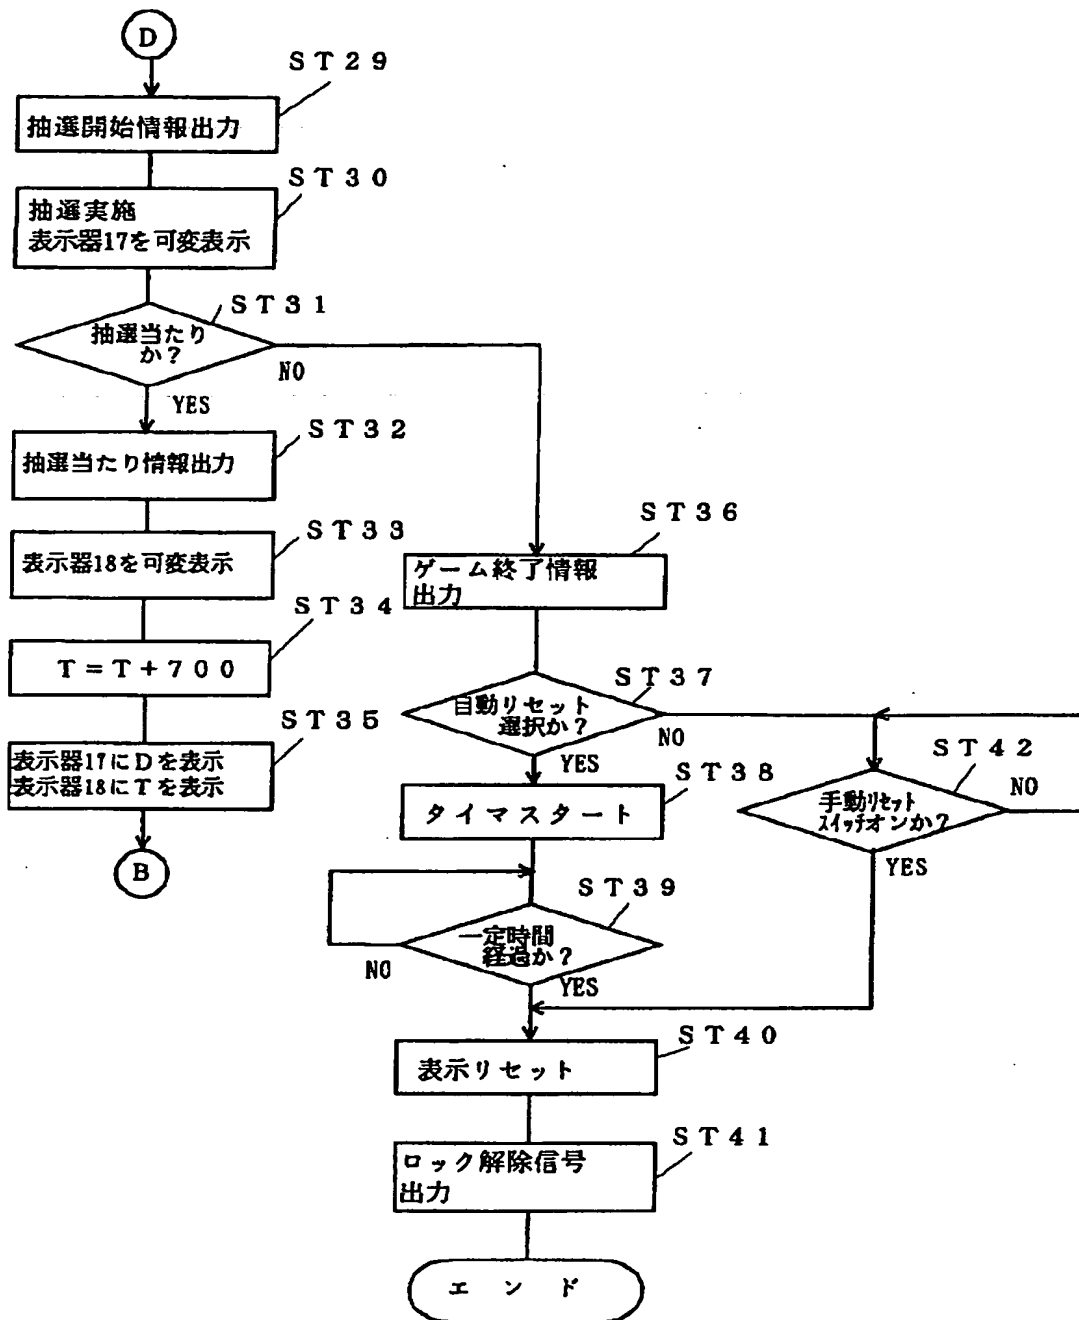 D
ST29
抽選開始情報出力
ST30
抽選実施
表示器17を可変表示
ST31
抽選当たり
か?
NO
YES
ST32
抽選当たり情報出力
ST33
表示器18を可変表示
ST34
T=T+700
ST35
表示器17にDを表示
表示器18にTを表示
B
ST36
ゲーム終了情報
出力
ST37
自動リセット
選択か?
NO
YES
ST38
タイマスタート
ST39
一定時間
経過か?
NO
YES
ST42
手動リセット
スイッチオンか?
NO
YES
ST40
表示リセット
ST41
ロック解除信号
出力
エンド